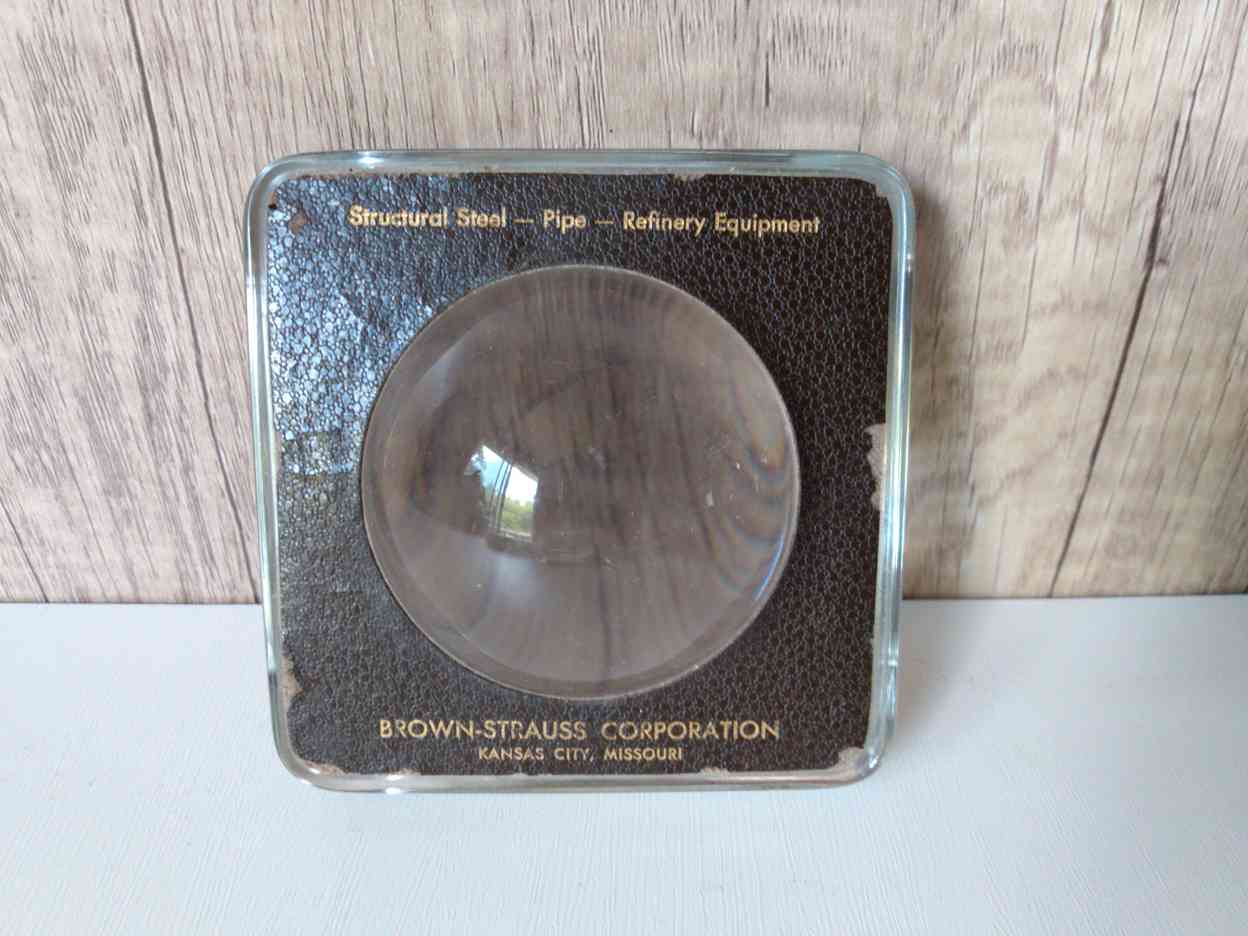 Structural Steel — Pipe — Refinery Equipment
BROWN-STRAUSS CORPORATION
KANSAS CITY, MISSOURI